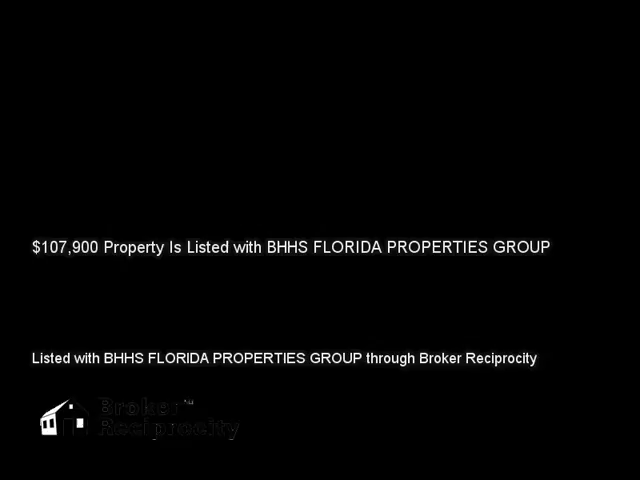 $107,900 Property Is Listed with BHHS FLORIDA PROPERTIES GROUP
Listed with BHHS FLORIDA PROPERTIES GROUP through Broker Reciprocity
Broker™
Reciprocity